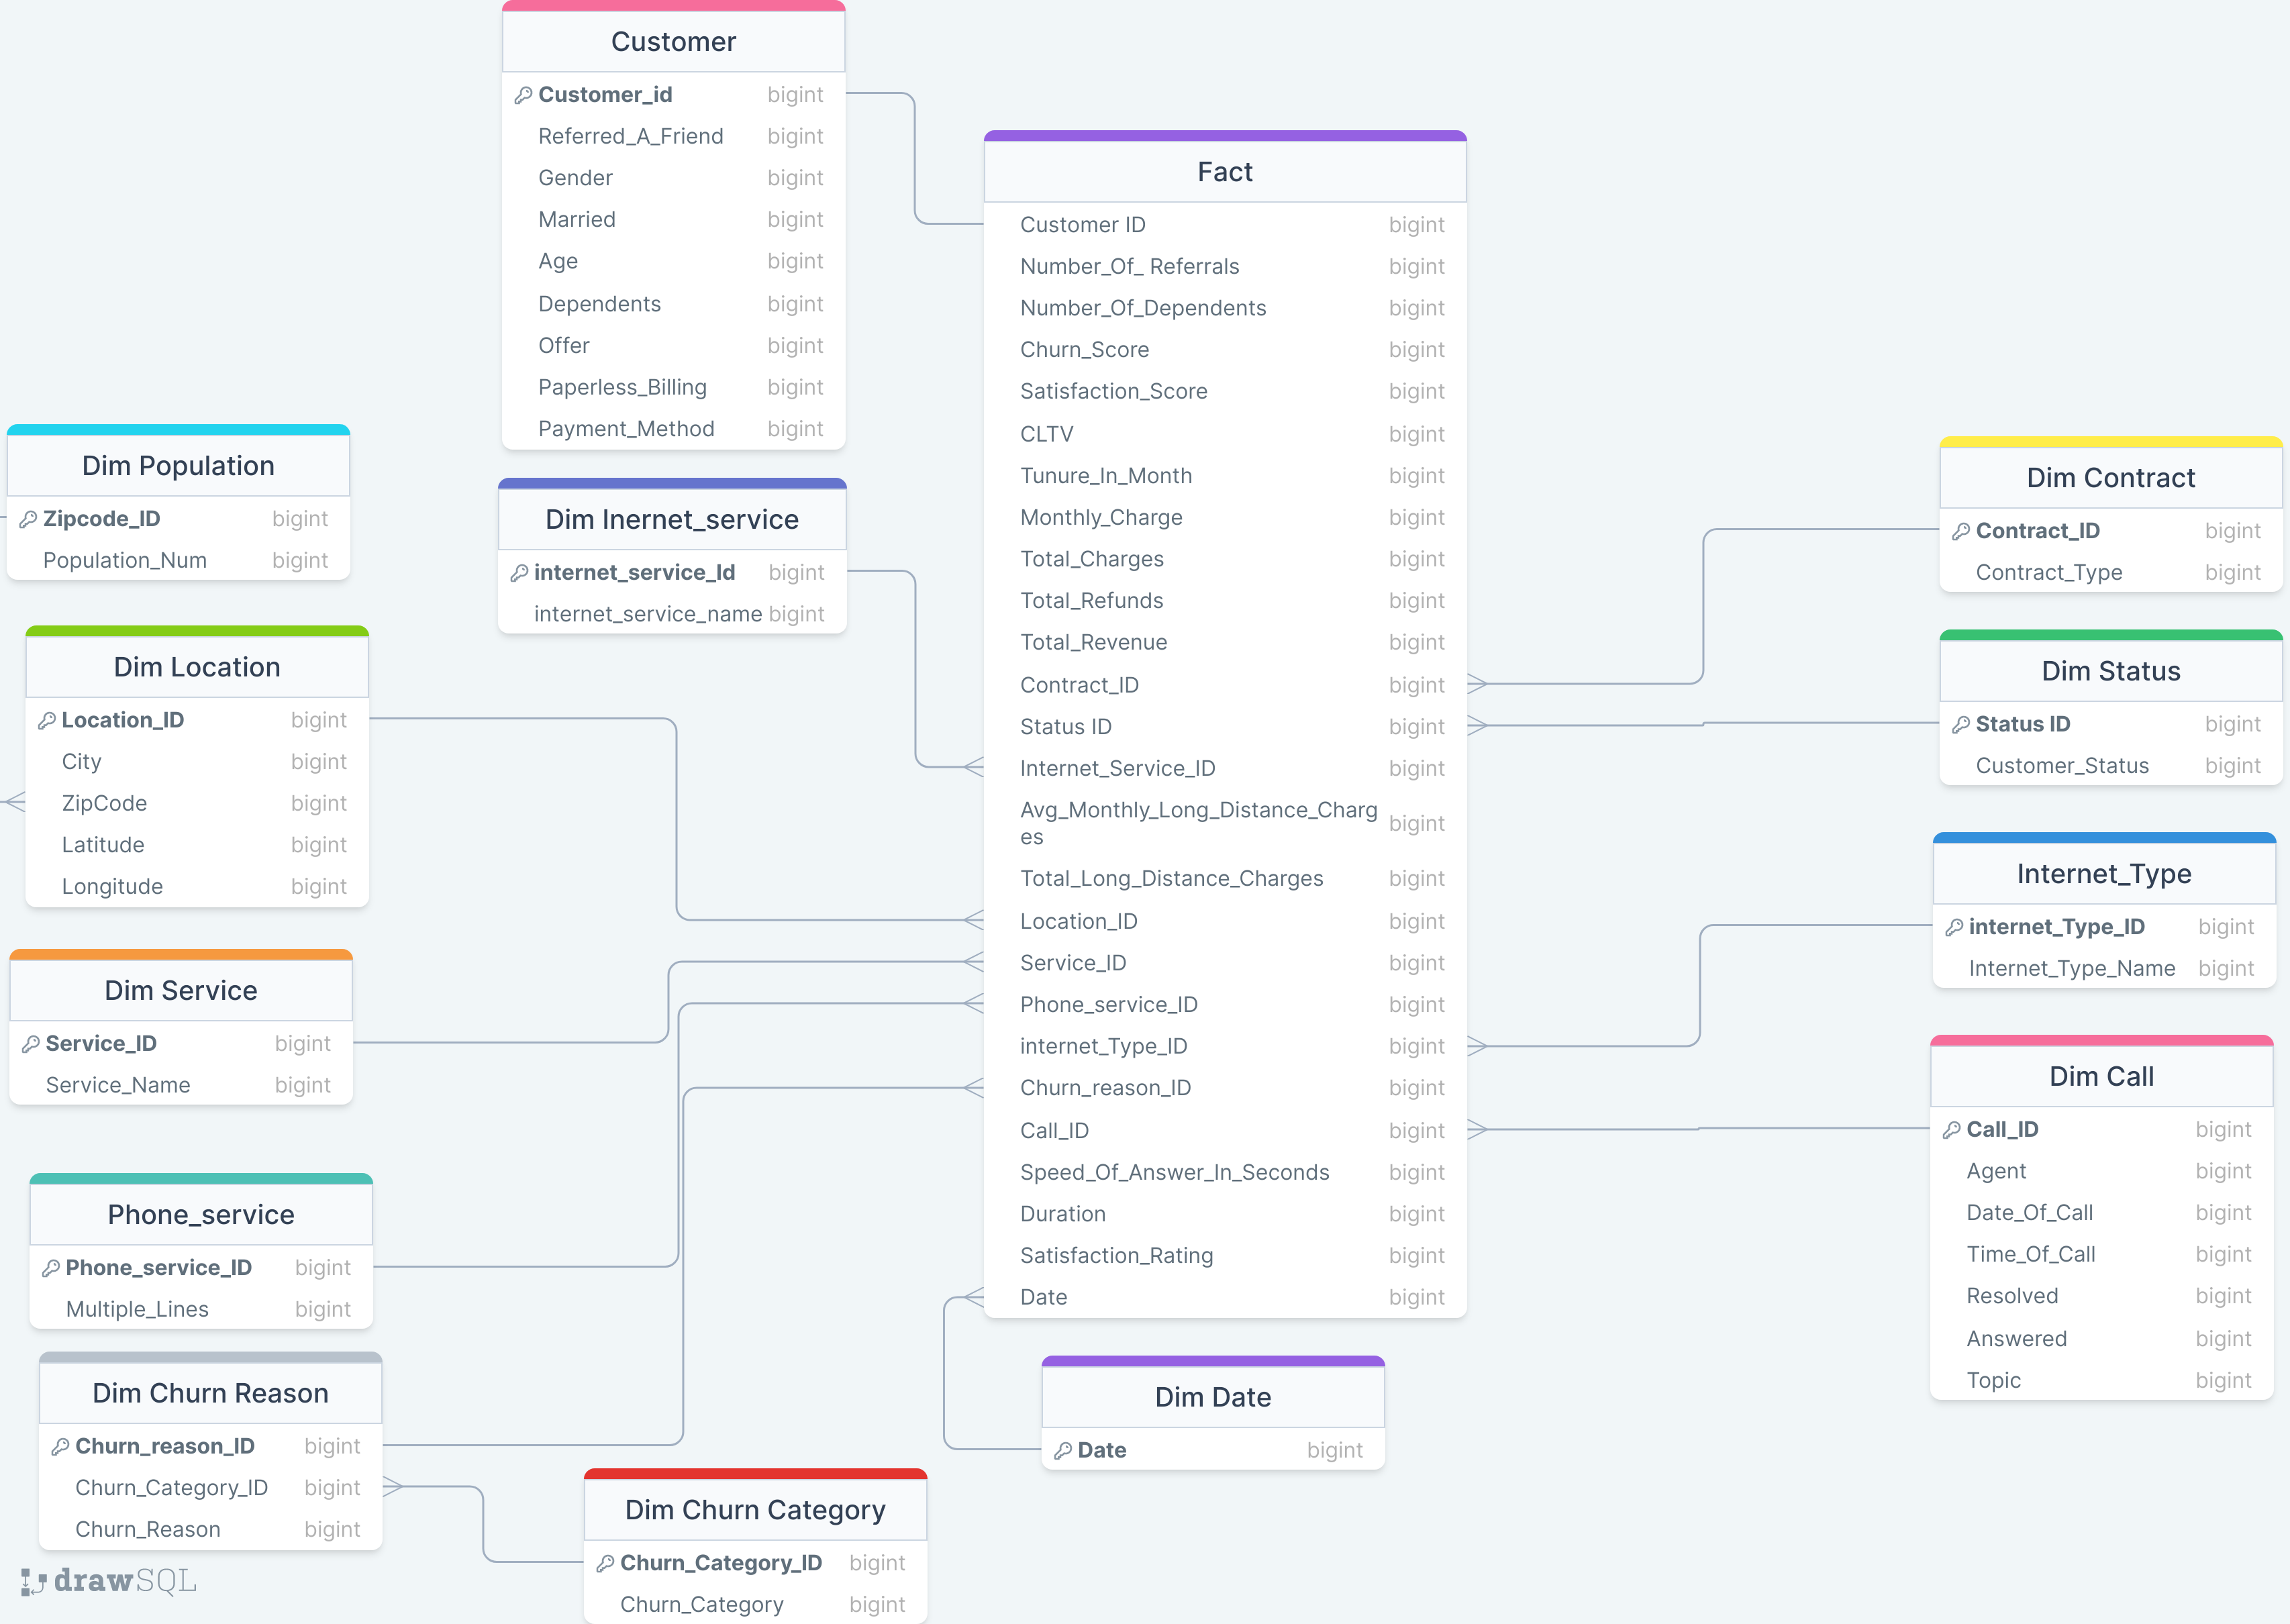 Customer
Customer_id bigint
Referred_A_Friend bigint
Gender bigint
Married bigint
Age bigint
Dependents bigint
Offer bigint
Paperless_Billing bigint
Payment_Method bigint
Dim Population
Zipcode_ID bigint
Population_Num bigint
Dim Inernet_service
internet_service_Id bigint
internet_service_name bigint
Dim Location
Location_ID bigint
City bigint
ZipCode bigint
Latitude bigint
Longitude bigint
Dim Service
Service_ID bigint
Service_Name bigint
Phone_service
Phone_service_ID bigint
Multiple_Lines bigint
Dim Churn Reason
Churn_reason_ID bigint
Churn_Category_ID bigint
Churn_Reason bigint
Dim Churn Category
Churn_Category_ID bigint
Churn_Category bigint
Fact
Customer ID bigint
Number_Of_ Referrals bigint
Number_Of_Dependents bigint
Churn_Score bigint
Satisfaction_Score bigint
CLTV bigint
Tunure_In_Month bigint
Monthly_Charge bigint
Total_Charges bigint
Total_Refunds bigint
Total_Revenue bigint
Contract_ID bigint
Status ID bigint
Internet_Service_ID bigint
Avg_Monthly_Long_Distance_Charg
es bigint
Total_Long_Distance_Charges bigint
Location_ID bigint
Service_ID bigint
Phone_service_ID bigint
internet_Type_ID bigint
Churn_reason_ID bigint
Call_ID bigint
Speed_Of_Answer_In_Seconds bigint
Duration bigint
Satisfaction_Rating bigint
Date bigint
Dim Date
Date bigint
Dim Contract
Contract_ID bigint
Contract_Type bigint
Dim Status
Status ID bigint
Customer_Status bigint
Internet_Type
internet_Type_ID bigint
Internet_Type_Name bigint
Dim Call
Call_ID bigint
Agent bigint
Date_Of_Call bigint
Time_Of_Call bigint
Resolved bigint
Answered bigint
Topic bigint
drawSQL